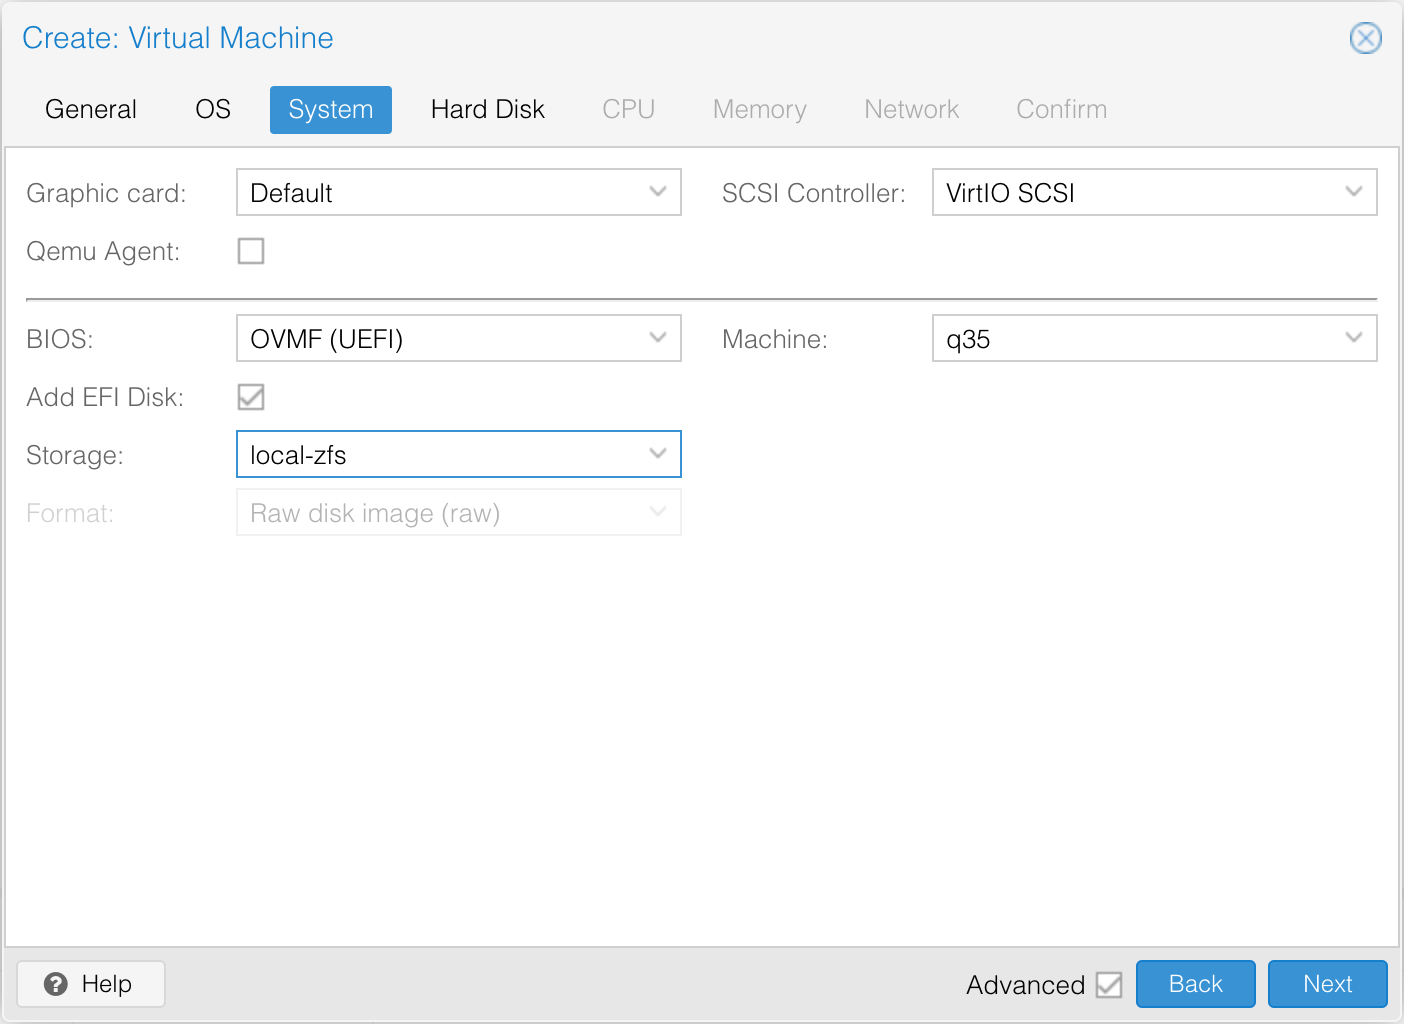 Create: Virtual Machine
General OS System Hard Disk CPU Memory Network Confirm
Graphic card: Default SCSI Controller: VirtIO SCSI
Qemu Agent:
BIOS: OVMF (UEFI) Machine: q35
Add EFI Disk:
Storage: local-zfs
Format: Raw disk image (raw)
Help Advanced Back Next